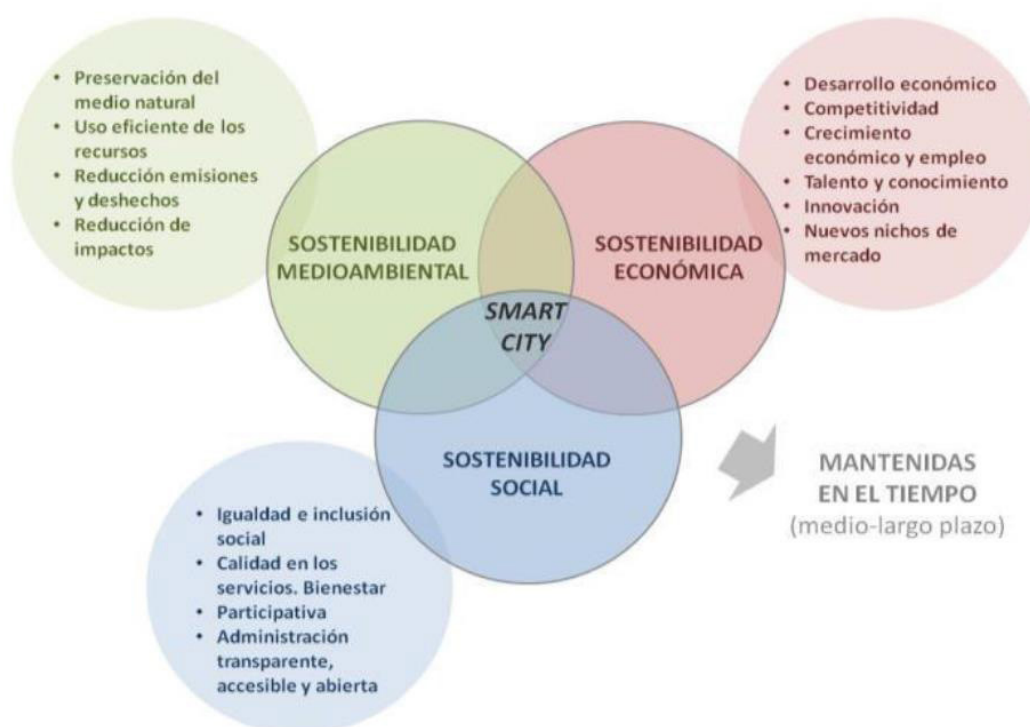 • Preservación del
medio natural
• Uso eficiente de los
recursos
• Reducción emisiones
y deshechos
• Reducción de
impactos
• Desarrollo económico
• Competitividad
• Crecimiento
económico y empleo
• Talento y conocimiento
• Innovación
• Nuevos nichos de
mercado
SOSTENIBILIDAD
MEDIOAMBIENTAL
SOSTENIBILIDAD
ECONÓMICA
SMART
CITY
SOSTENIBILIDAD
SOCIAL
MANTENIDAS
EN EL TIEMPO
(medio-largo plazo)
• Igualdad e inclusión
social
• Calidad en los
servicios. Bienestar
• Participativa
• Administración
transparente,
accesible y abierta